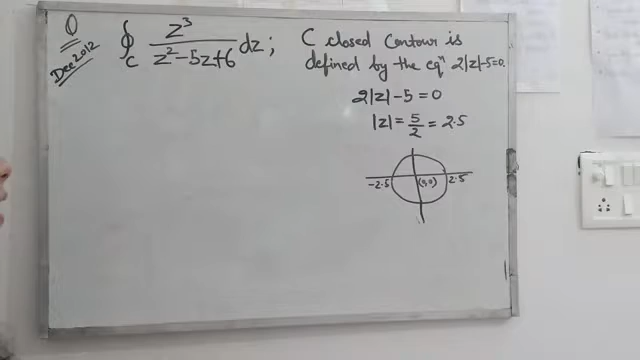 Q
Dec 2012
∮_C z³/(z²-5z+6) dz ; C closed Contour is
defined by the eqⁿ 2|z|-5=0.
2|z|-5=0
|z|=5/2=2.5
-2.5 (0,0) 2.5